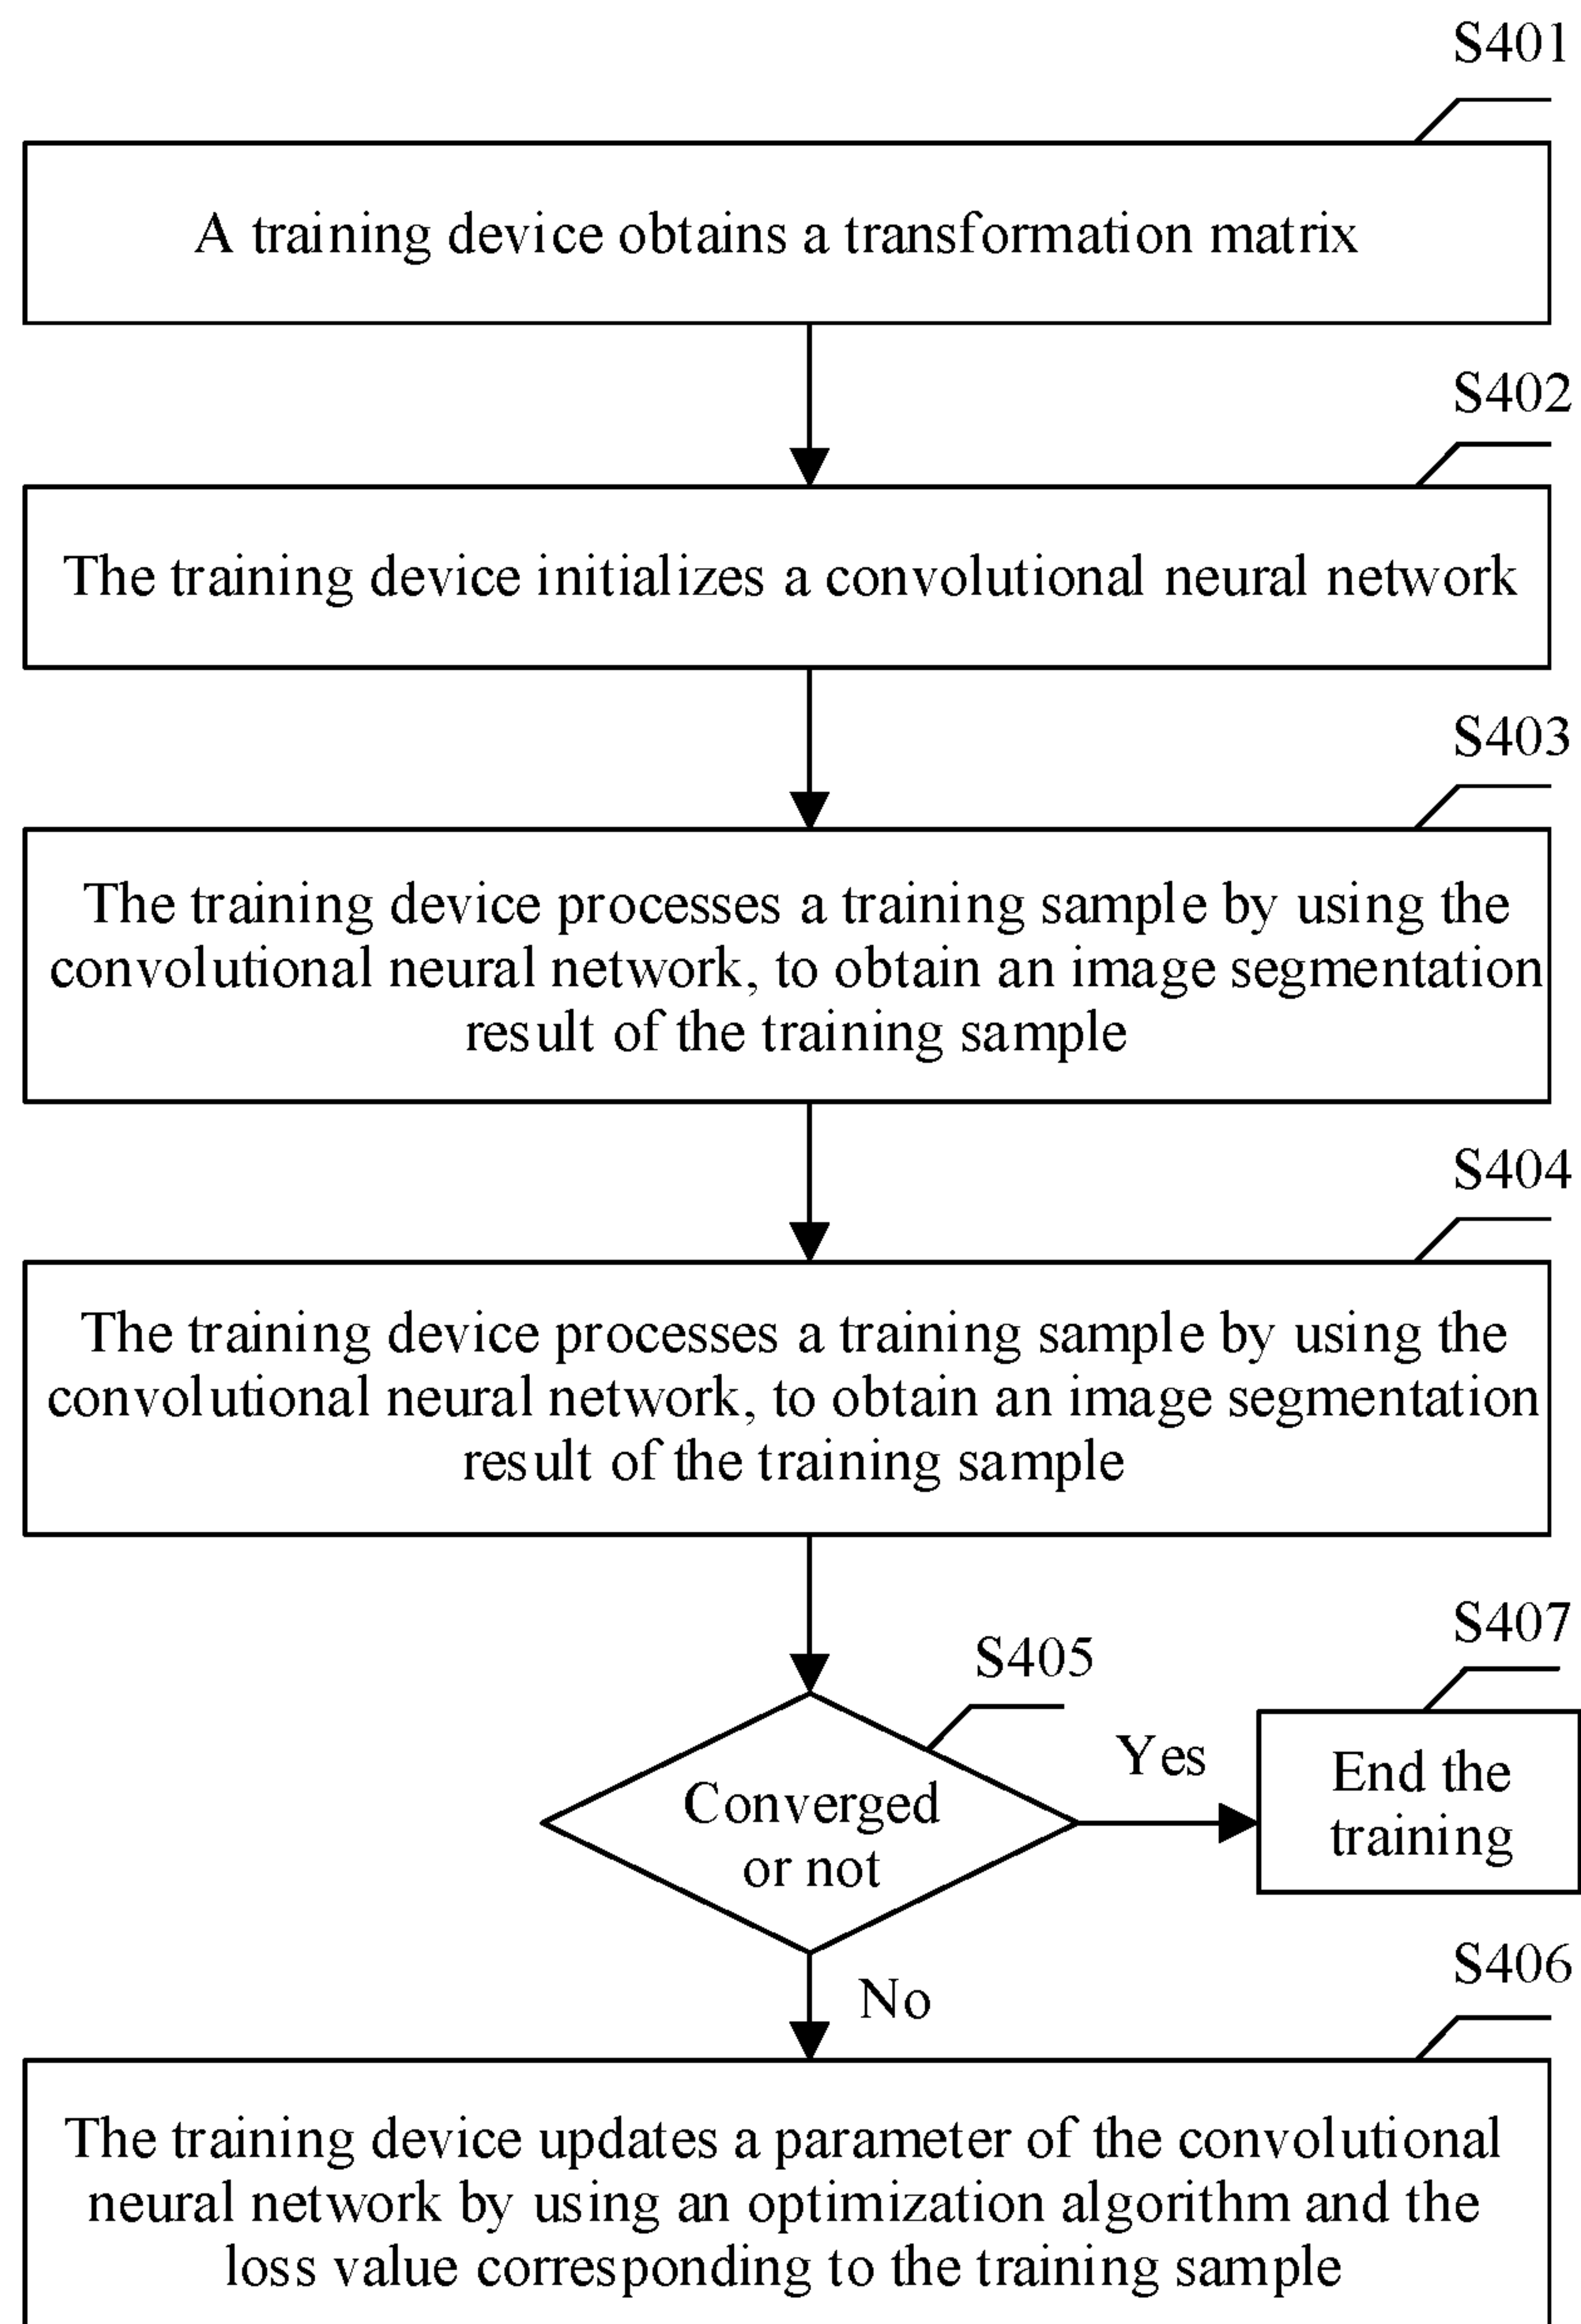 S401
A training device obtains a transformation matrix
S402
The training device initializes a convolutional neural network
S403
The training device processes a training sample by using the
convolutional neural network, to obtain an image segmentation
result of the training sample
S404
The training device processes a training sample by using the
convolutional neural network, to obtain an image segmentation
result of the training sample
S405
Converged
or not
Yes
S407
End the
training
No
S406
The training device updates a parameter of the convolutional
neural network by using an optimization algorithm and the
loss value corresponding to the training sample